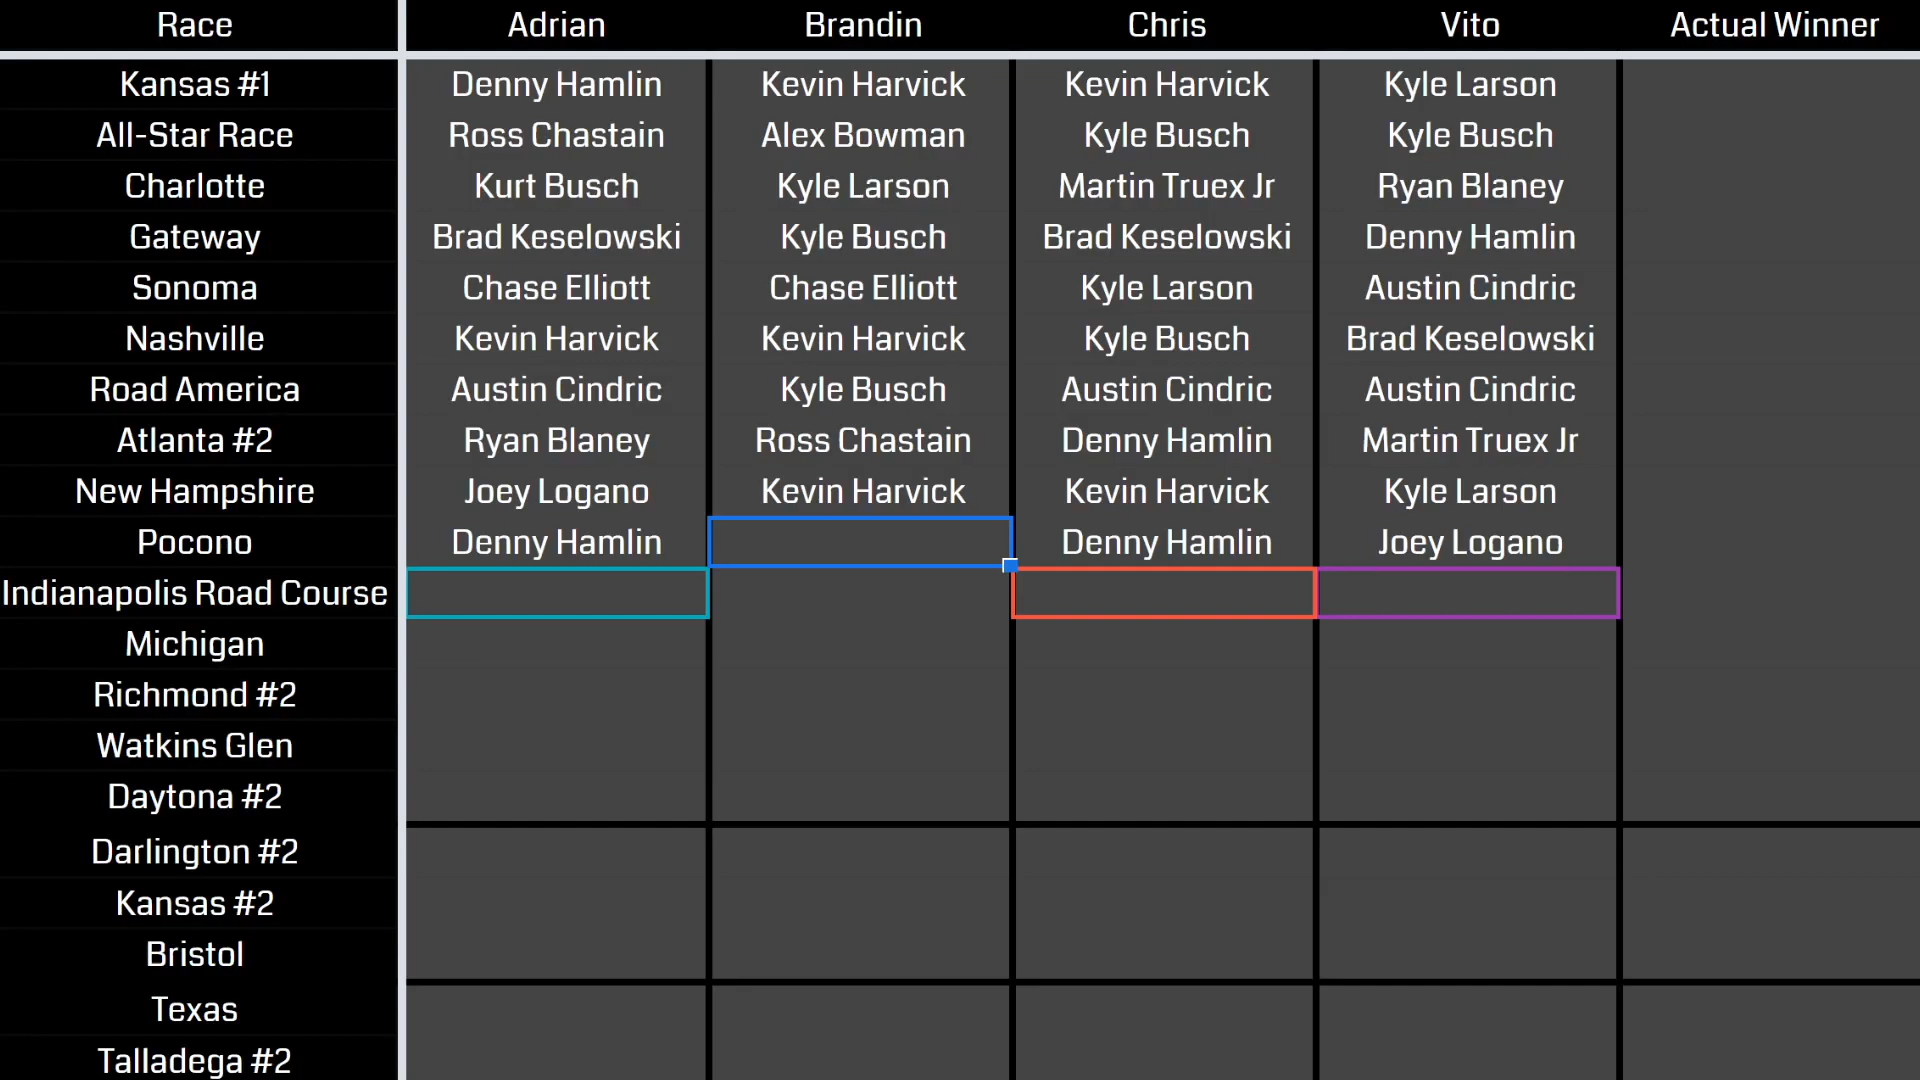 Race Adrian Brandin Chris Vito Actual Winner
Kansas #1 Denny Hamlin Kevin Harvick Kevin Harvick Kyle Larson
All-Star Race Ross Chastain Alex Bowman Kyle Busch Kyle Busch
Charlotte Kurt Busch Kyle Larson Martin Truex Jr Ryan Blaney
Gateway Brad Keselowski Kyle Busch Brad Keselowski Denny Hamlin
Sonoma Chase Elliott Chase Elliott Kyle Larson Austin Cindric
Nashville Kevin Harvick Kevin Harvick Kyle Busch Brad Keselowski
Road America Austin Cindric Kyle Busch Austin Cindric Austin Cindric
Atlanta #2 Ryan Blaney Ross Chastain Denny Hamlin Martin Truex Jr
New Hampshire Joey Logano Kevin Harvick Kevin Harvick Kyle Larson
Pocono Denny Hamlin Denny Hamlin Joey Logano
Indianapolis Road Course
Michigan
Richmond #2
Watkins Glen
Daytona #2
Darlington #2
Kansas #2
Bristol
Texas
Talladega #2